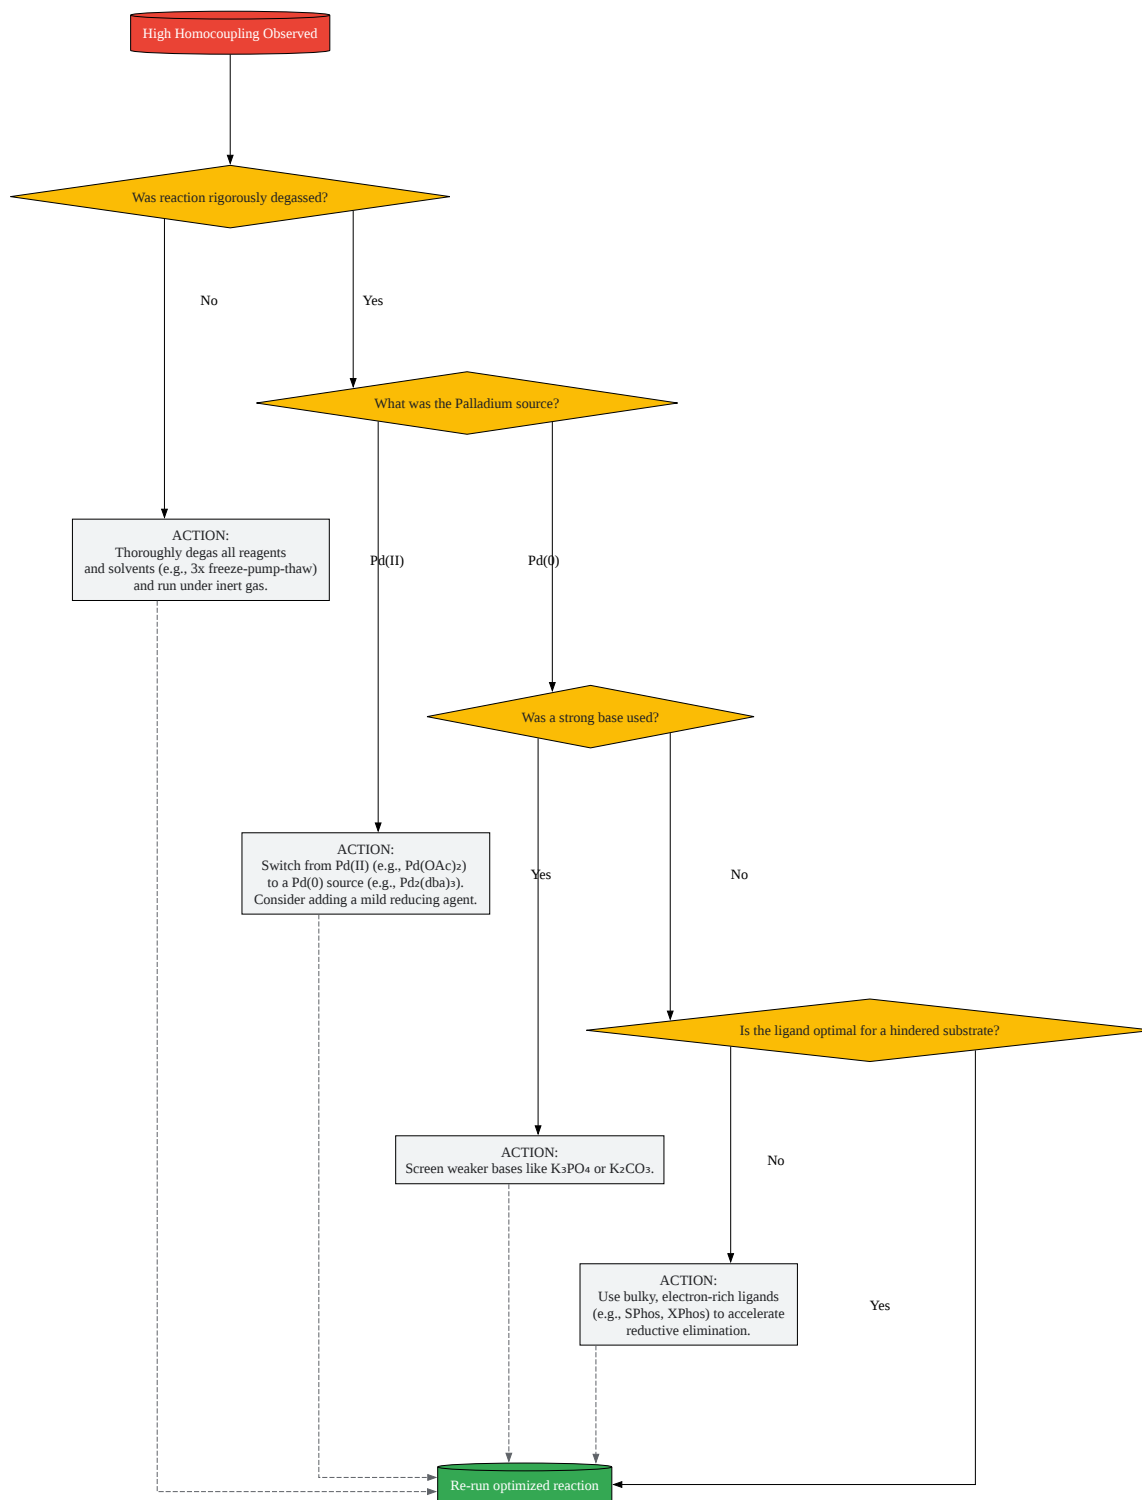 High Homocoupling Observed
Was reaction rigorously degassed?
No
Yes
What was the Palladium source?
ACTION:
Thoroughly degas all reagents
and solvents (e.g., 3x freeze-pump-thaw)
and run under inert gas.
Pd(II)
Pd(0)
Was a strong base used?
ACTION:
Switch from Pd(II) (e.g., Pd(OAc)₂)
to a Pd(0) source (e.g., Pd₂(dba)₃).
Consider adding a mild reducing agent.
Yes
No
Is the ligand optimal for a hindered substrate?
ACTION:
Screen weaker bases like K₃PO₄ or K₂CO₃.
No
ACTION:
Use bulky, electron-rich ligands
(e.g., SPhos, XPhos) to accelerate
reductive elimination.
Yes
Re-run optimized reaction